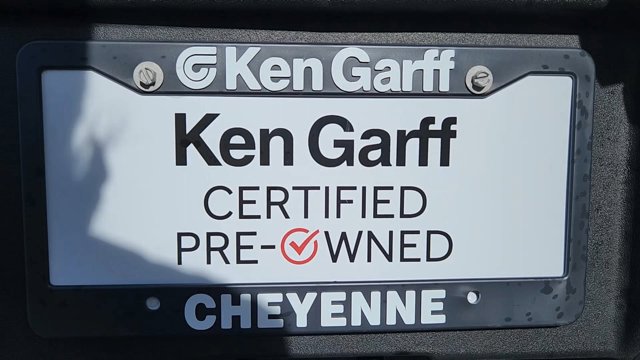 Ken Garff
Ken Garff
CERTIFIED
PRE-OWNED
CHEYENNE